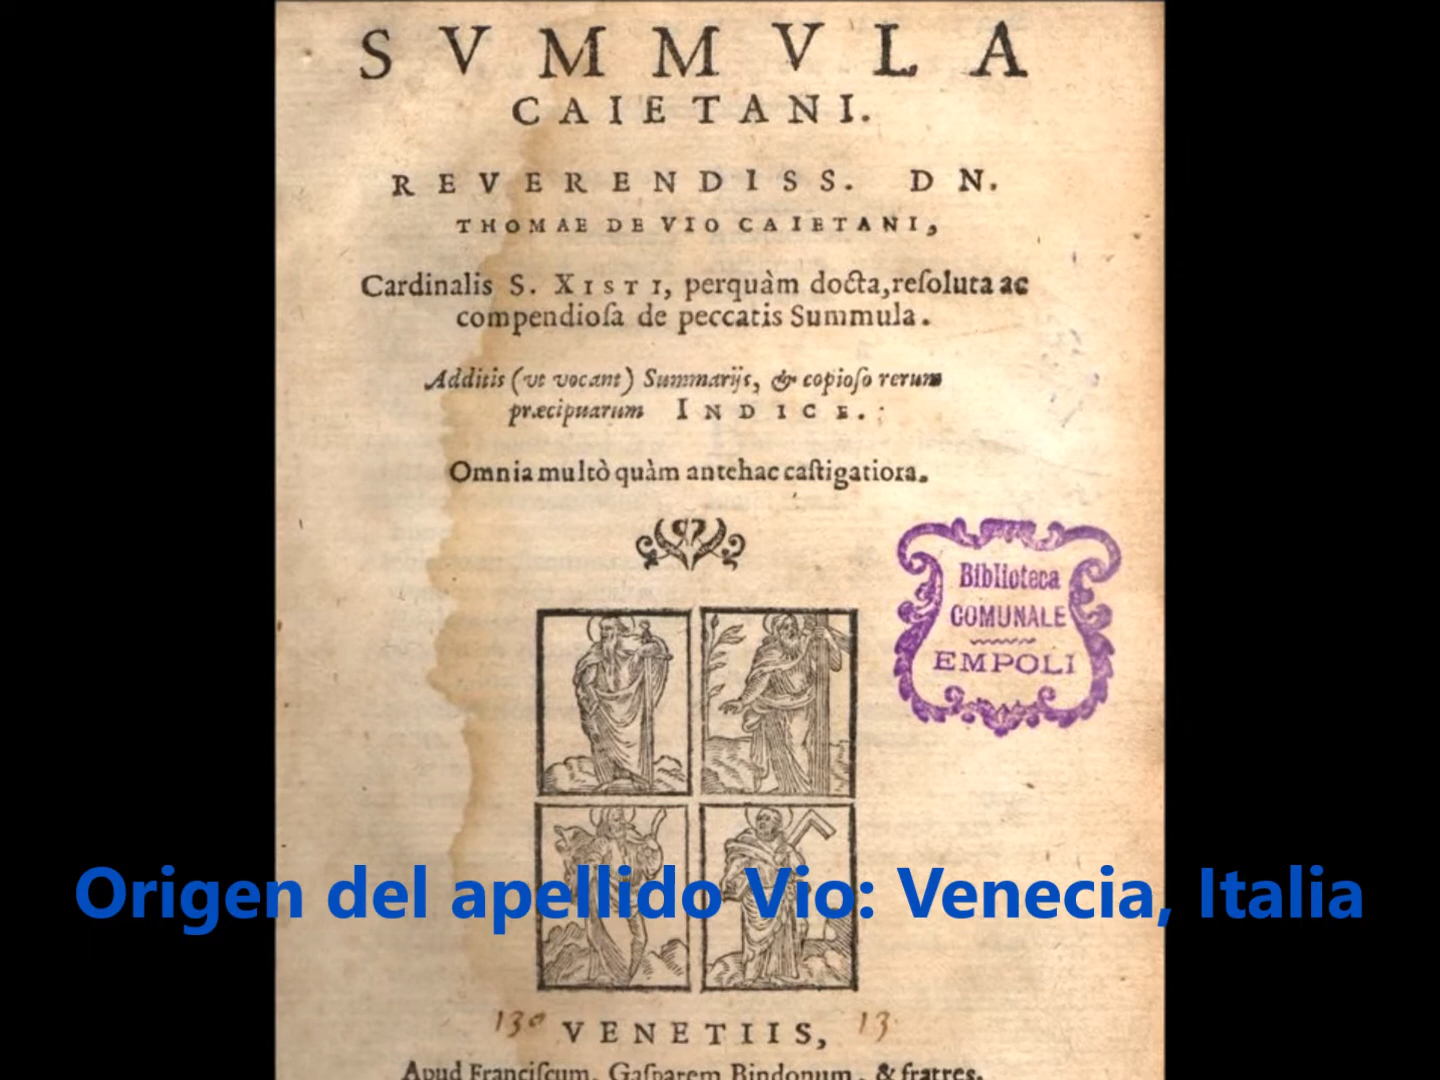 SVMMVLA
CAIETANI.
REVERENDISS. DN.
THOMAE DE VIO CAIETANI,
Cardinalis S. XISTI, perquàm docta, reſoluta ac
compendioſa de peccatis Summula.
Additis (vt vocant) Summarijs, & copioſo rerum
præcipuarum INDICE.
Omnia multò quàm antehac caſtigatiora.
Biblioteca
COMUNALE
EMPOLI
Origen del apellido Vio: Venecia, Italia
130 VENETIIS, 13
Apud Franciſcum, Gaſparem Bindonum, & fratres.